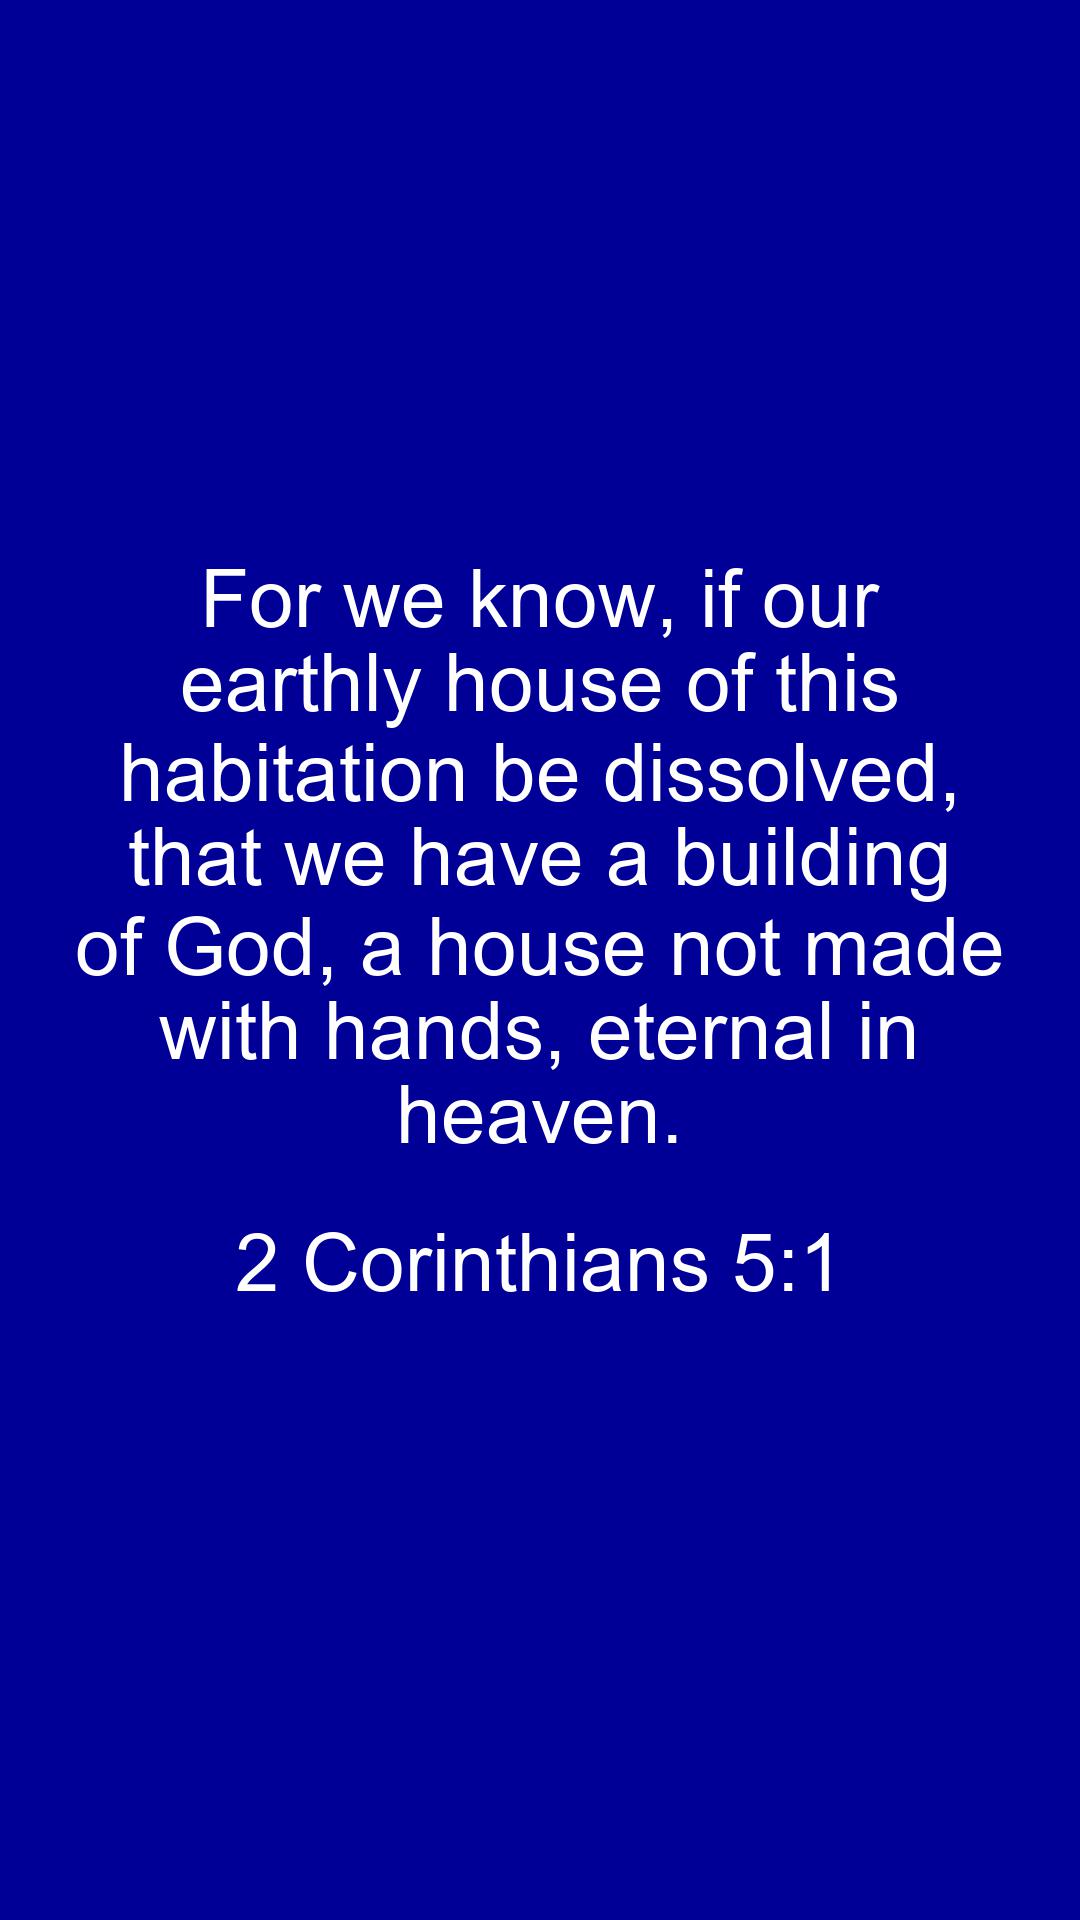 For we know, if our
earthly house of this
habitation be dissolved,
that we have a building
of God, a house not made
with hands, eternal in
heaven.
2 Corinthians 5:1